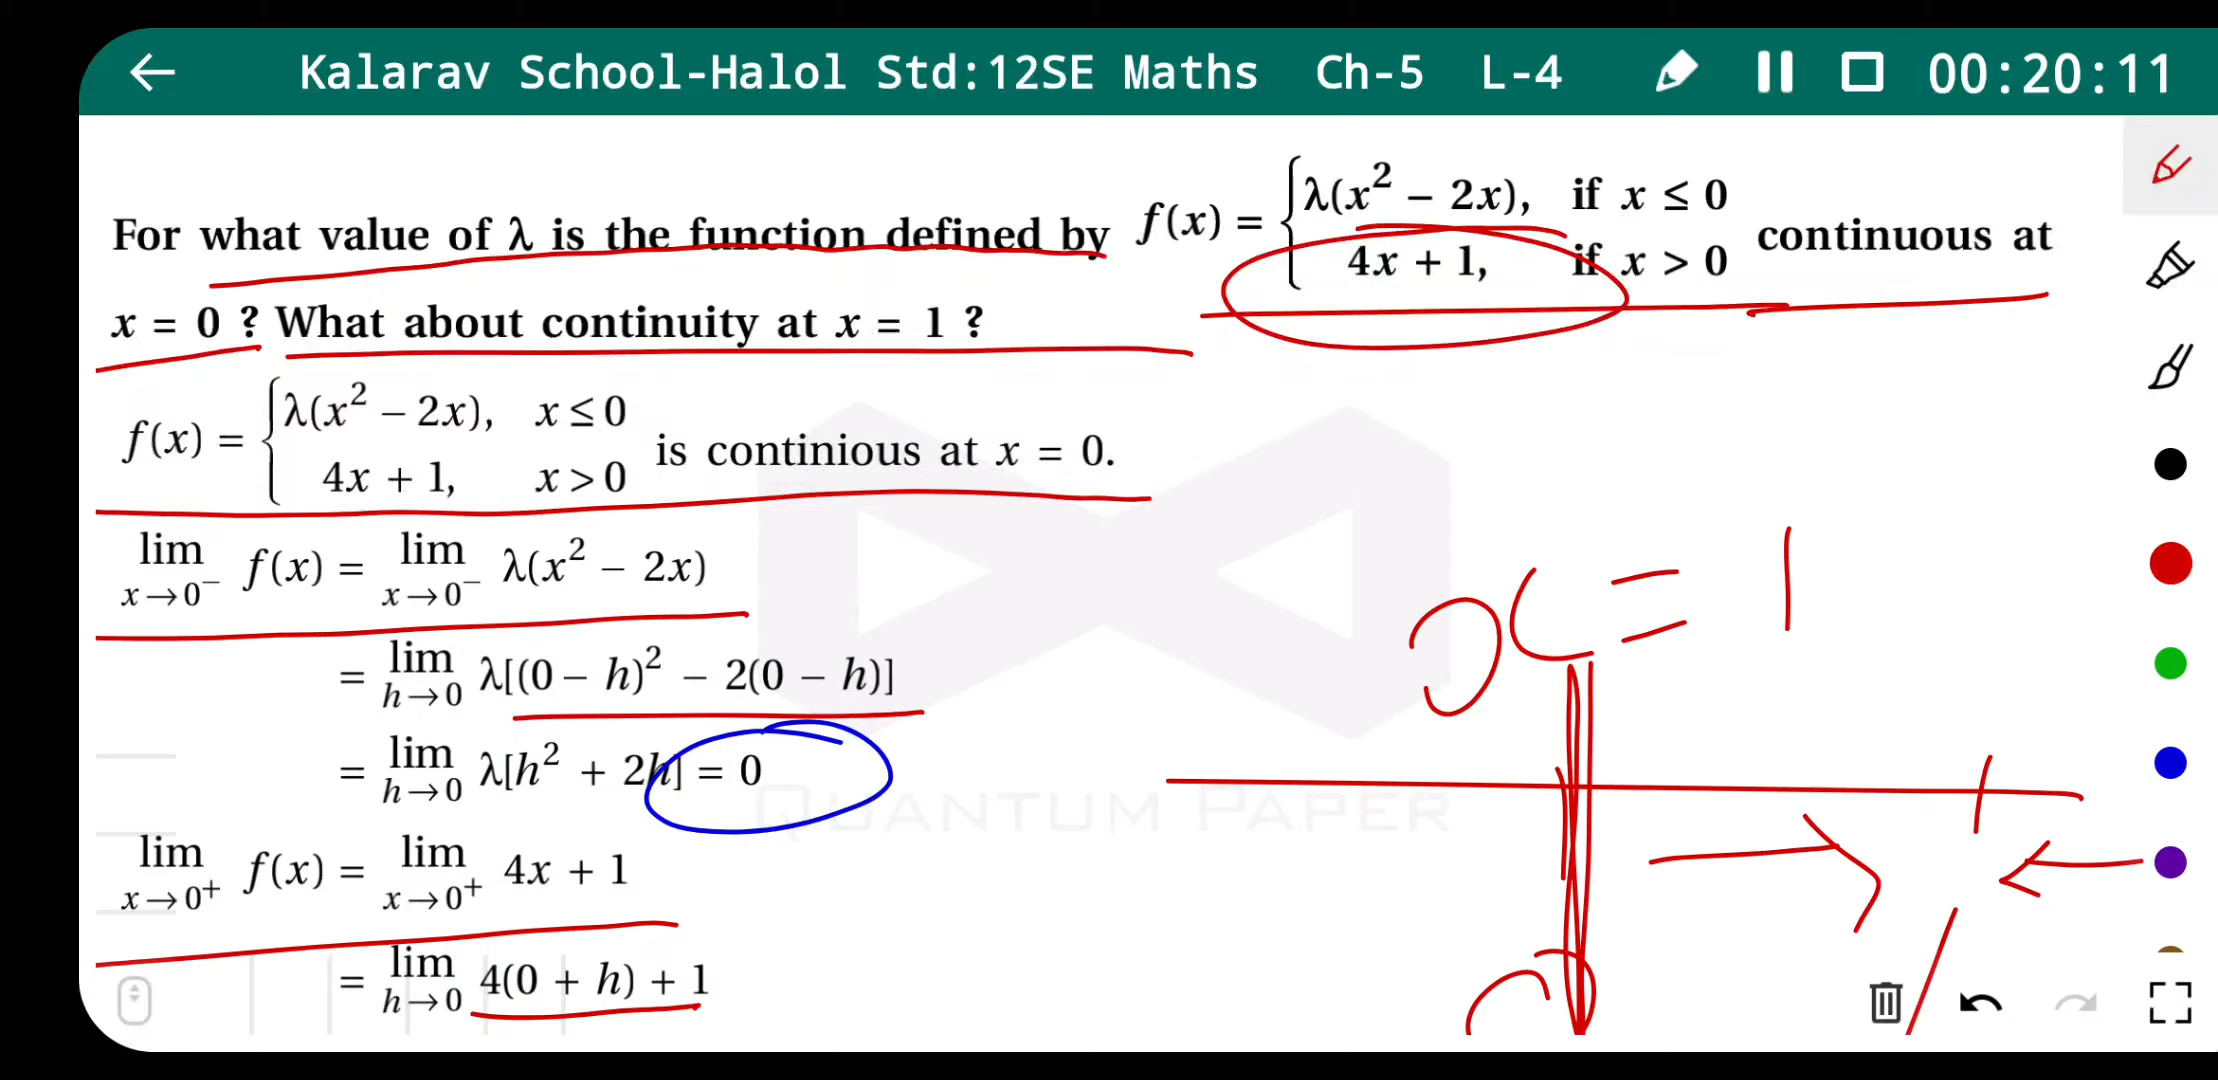 Kalarav School-Halol Std:12SE Maths Ch-5 L-4 00:20:11
For what value of λ is the function defined by f(x) = {λ(x² – 2x), if x ≤ 0
4x + 1, if x > 0 continuous at
x = 0 ? What about continuity at x = 1 ?
f(x) = {λ(x² – 2x), x ≤ 0
4x + 1, x > 0 is continious at x = 0.
lim x→0⁻ f(x) = lim x→0⁻ λ(x² – 2x)
= lim h→0 λ[(0 – h)² – 2(0 – h)]
= lim h→0 λ[h² + 2h] = 0
lim x→0⁺ f(x) = lim x→0⁺ 4x + 1
= lim h→0 4(0 + h) + 1
x = 1
QUANTUM PAPER